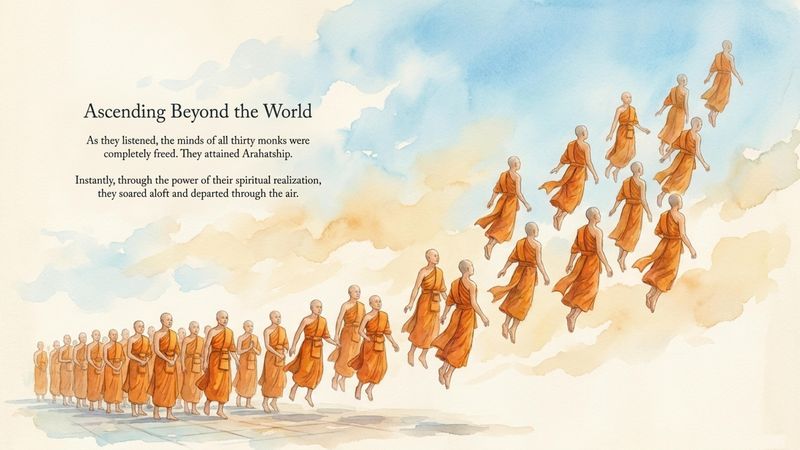 Ascending Beyond the World
As they listened, the minds of all thirty monks were
completely freed. They attained Arahatship.
Instantly, through the power of their spiritual realization,
they soared aloft and departed through the air.